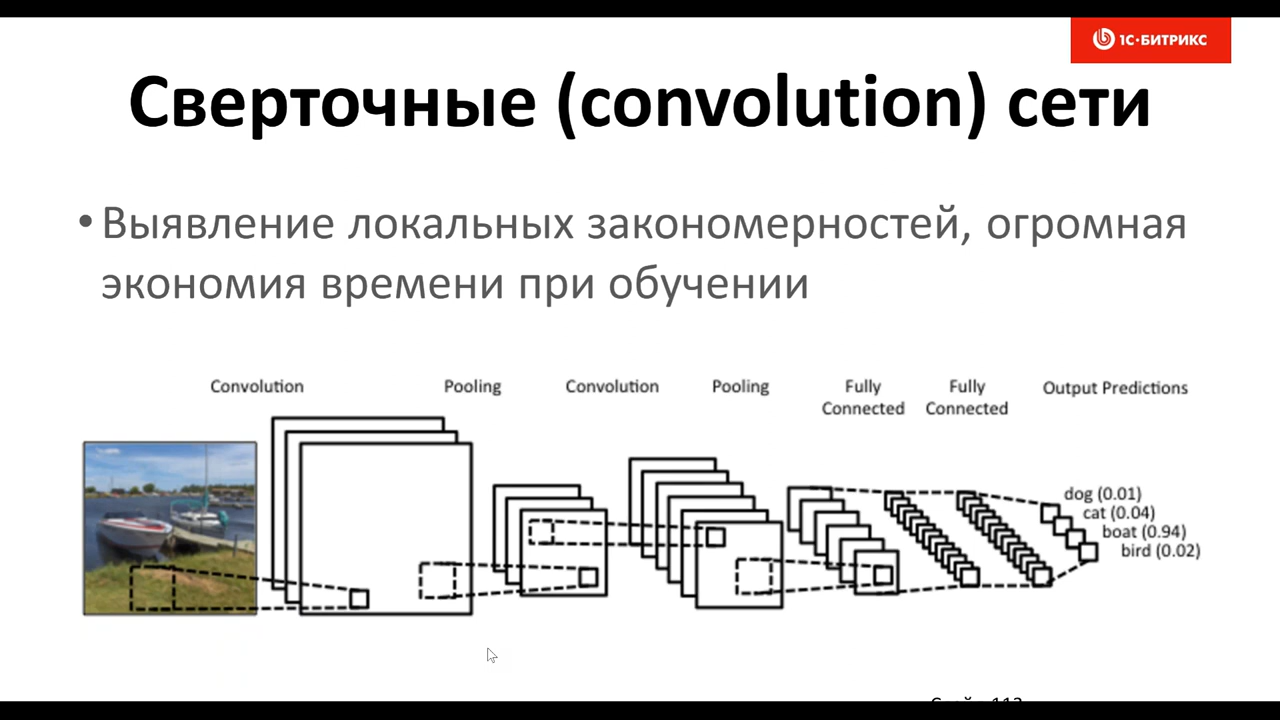 1С·БИТРИКС
Сверточные (convolution) сети
• Выявление локальных закономерностей, огромная
экономия времени при обучении
Convolution
Pooling
Convolution
Pooling
Fully
Connected
Fully
Connected
Output Predictions
dog (0.01)
cat (0.04)
boat (0.94)
bird (0.02)